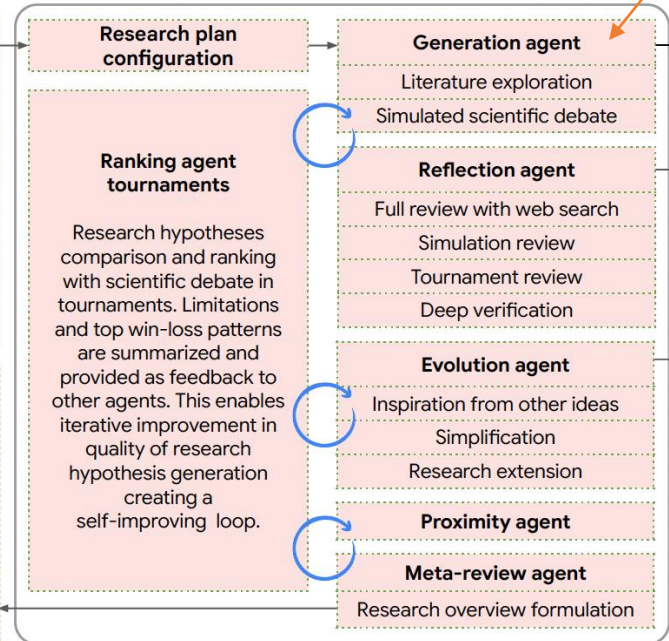 Research plan
configuration
Ranking agent
tournaments
Research hypotheses
comparison and ranking
with scientific debate in
tournaments. Limitations
and top win-loss patterns
are summarized and
provided as feedback to
other agents. This enables
iterative improvement in
quality of research
hypothesis generation
creating a
self-improving loop.
Generation agent
Literature exploration
Simulated scientific debate
Reflection agent
Full review with web search
Simulation review
Tournament review
Deep verification
Evolution agent
Inspiration from other ideas
Simplification
Research extension
Proximity agent
Meta-review agent
Research overview formulation